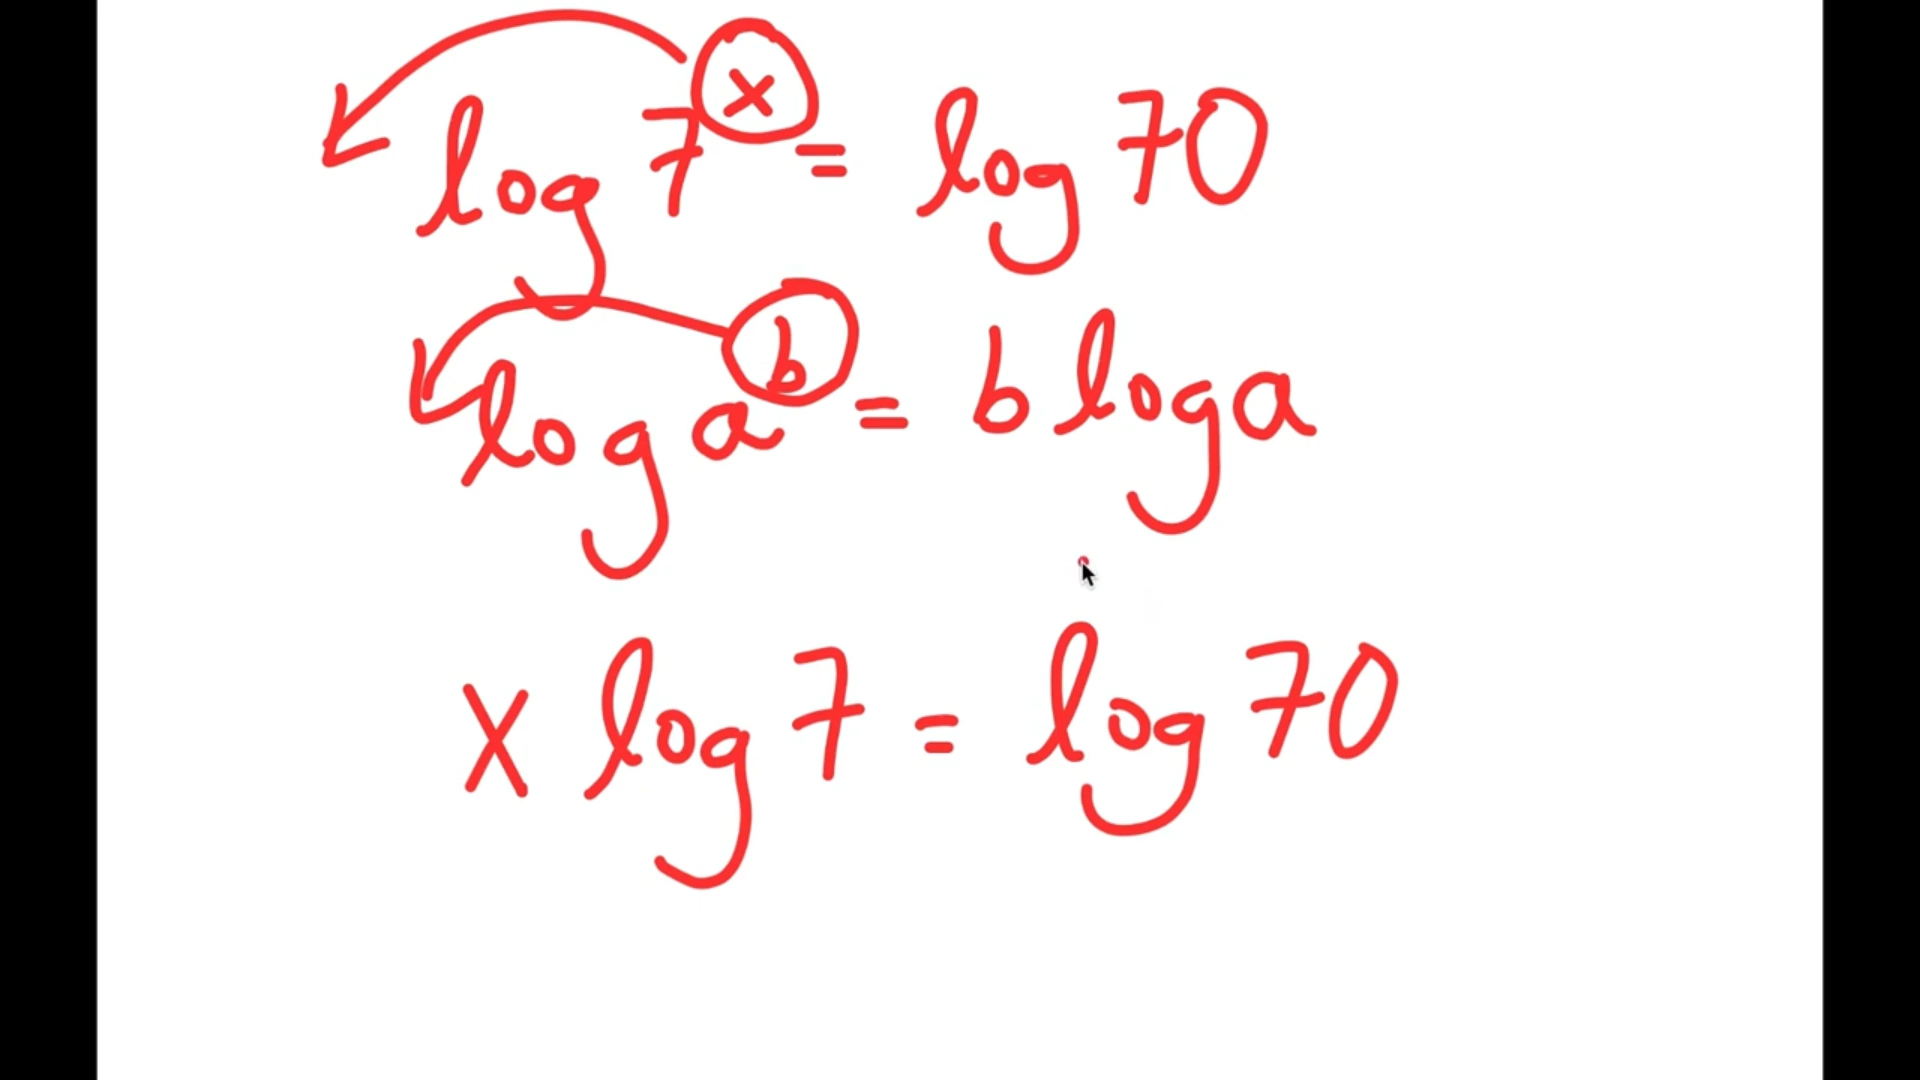 log 7^x = log 70
log a^b = b log a
x log 7 = log 70